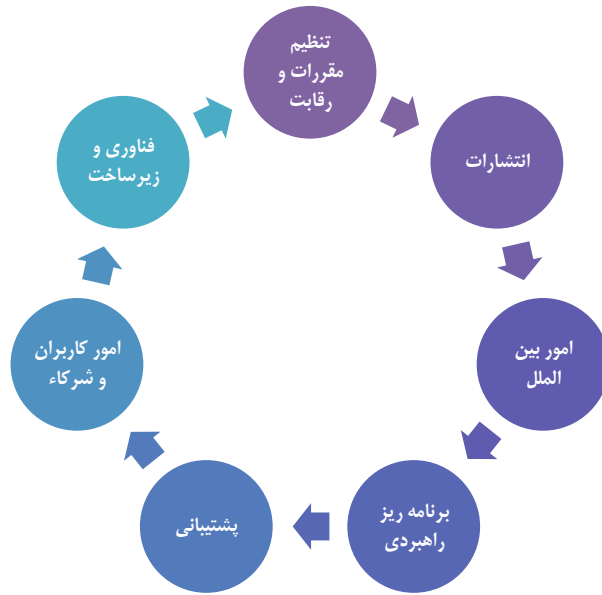 تنظیم
مقررات و
رقابت
انتشارات
امور بین
الملل
برنامه ریز
راهبردی
پشتیبانی
امور کاربران
و شرکاء
فناوری و
زیرساخت